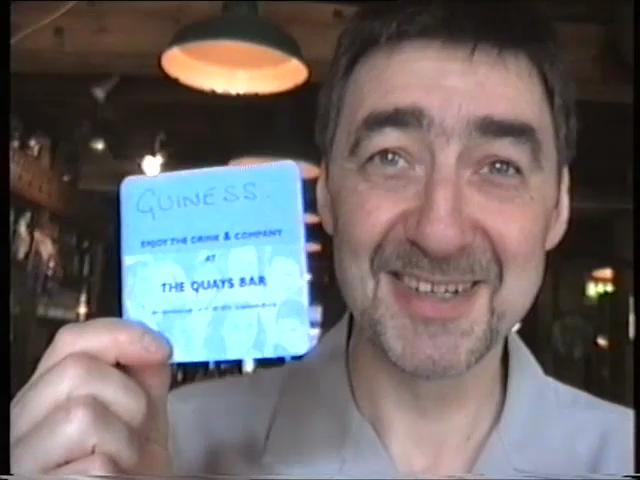 GUINESS.
ENJOY THE DRINK & COMPANY
AT
THE QUAYS BAR